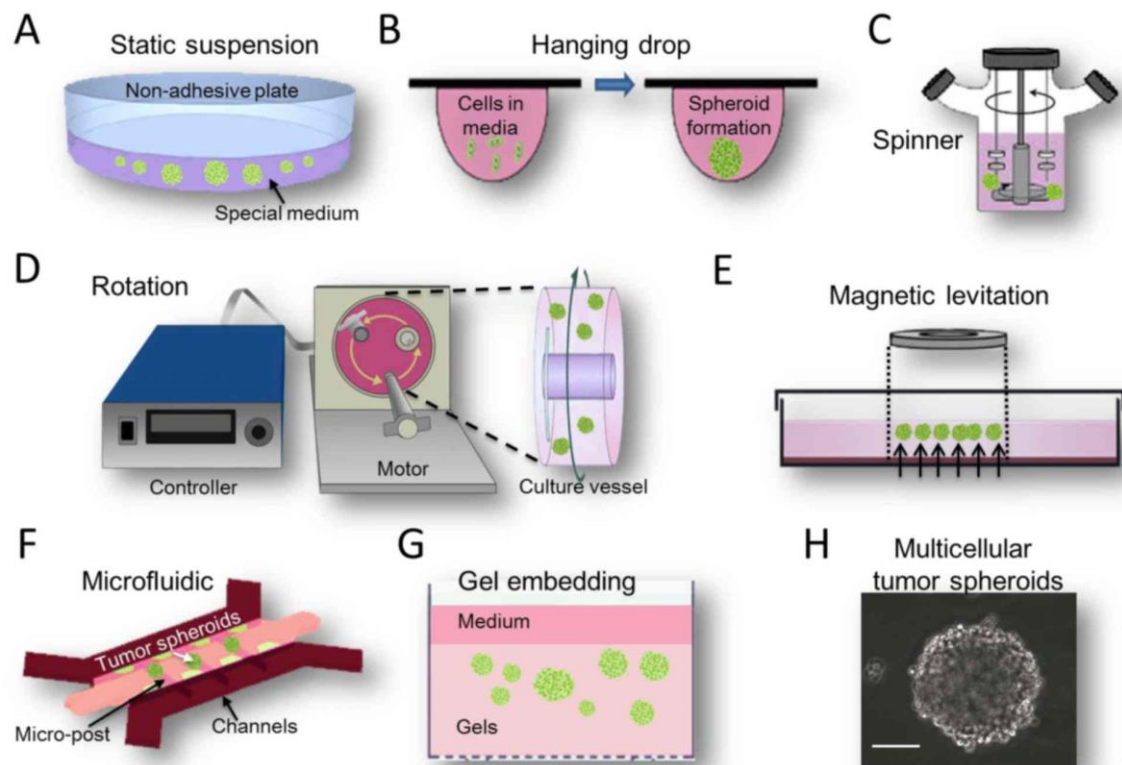 A
Static suspension
Non-adhesive plate
Special medium
B
Hanging drop
Cells in
media
Spheroid
formation
C
Spinner
D
Rotation
Controller
Motor
Culture vessel
E
Magnetic levitation
F
Microfluidic
Tumor spheroids
Micro-post
Channels
G
Gel embedding
Medium
Gels
H
Multicellular
tumor spheroids